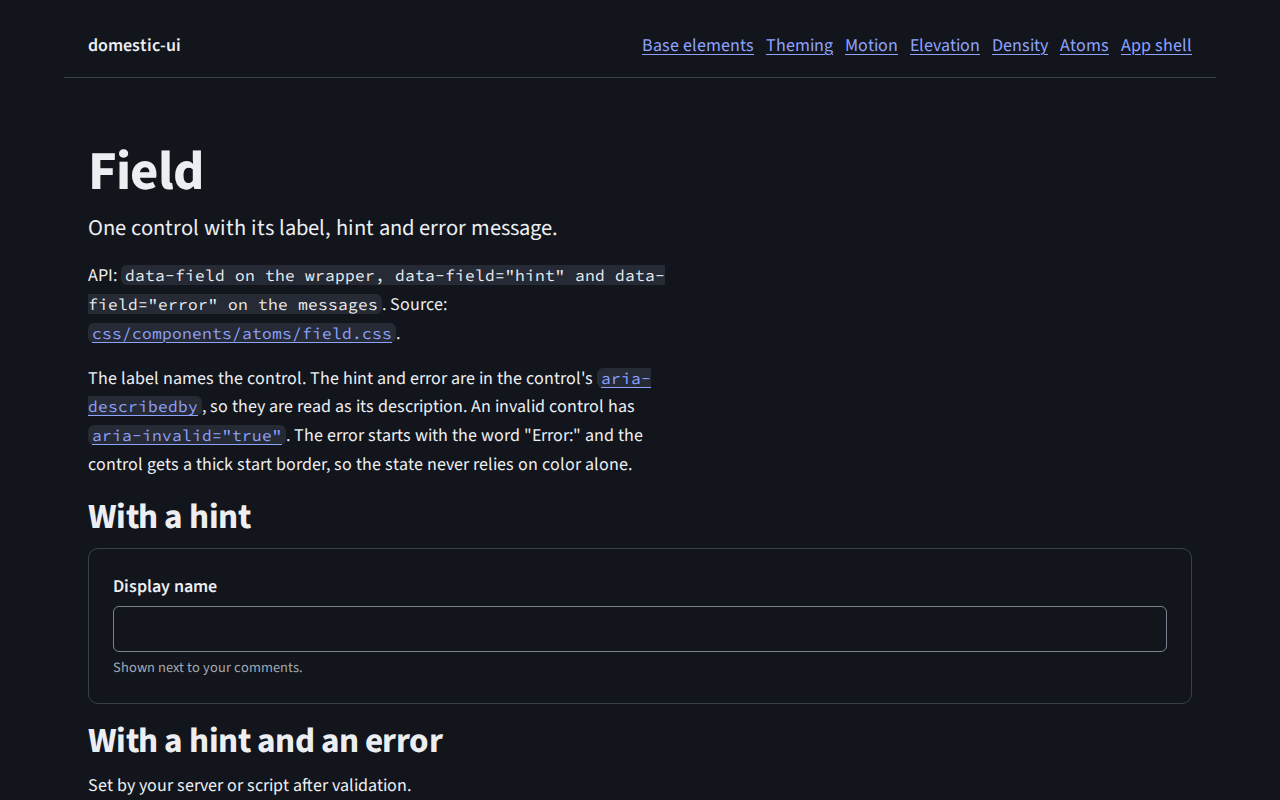 domestic-ui
Base elements Theming Motion Elevation Density Atoms App shell
Field
One control with its label, hint and error message.
API: data-field on the wrapper, data-field="hint" and data-
field="error" on the messages. Source:
css/components/atoms/field.css.
The label names the control. The hint and error are in the control's aria-
describedby, so they are read as its description. An invalid control has
aria-invalid="true". The error starts with the word "Error:" and the
control gets a thick start border, so the state never relies on color alone.
With a hint
Display name
Shown next to your comments.
With a hint and an error
Set by your server or script after validation.